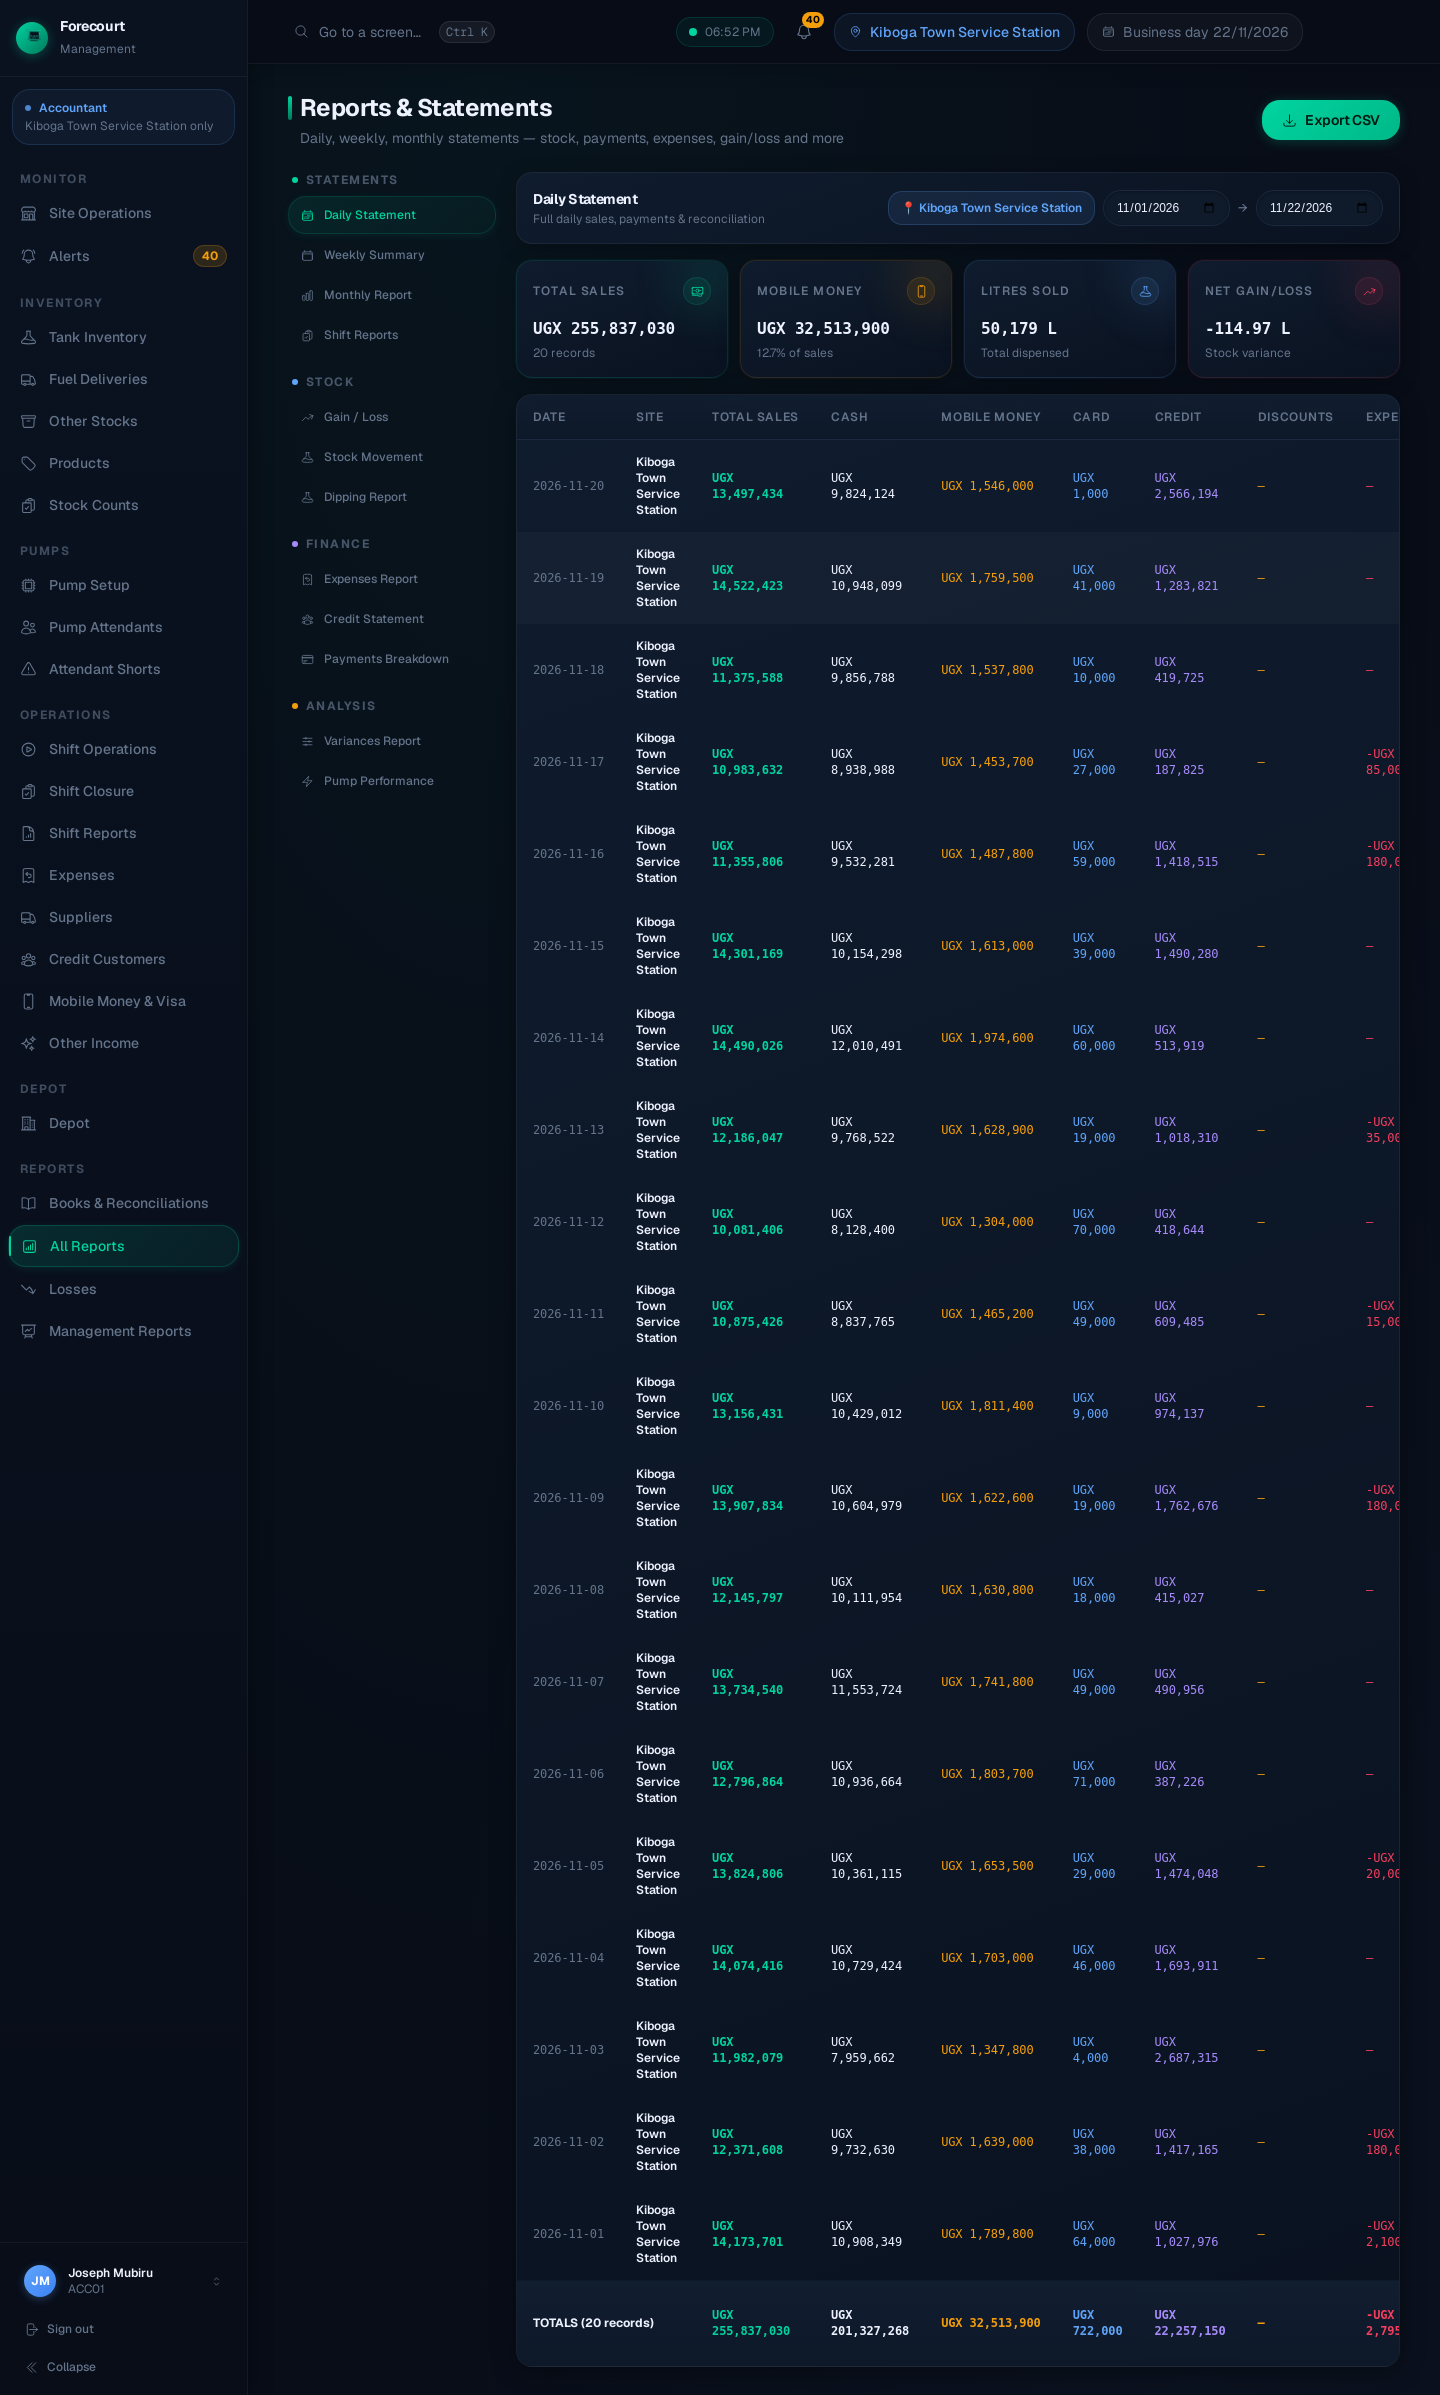 Forecourt
Management
Go to a screen...
Ctrl K
06:52 PM
40
Kiboga Town Service Station
Business day 22/11/2026
Accountant
Kiboga Town Service Station only
MONITOR
Site Operations
Alerts
40
INVENTORY
Tank Inventory
Fuel Deliveries
Other Stocks
Products
Stock Counts
PUMPS
Pump Setup
Pump Attendants
Attendant Shorts
OPERATIONS
Shift Operations
Shift Closure
Shift Reports
Expenses
Suppliers
Credit Customers
Mobile Money & Visa
Other Income
DEPOT
Depot
REPORTS
Books & Reconciliations
All Reports
Losses
Management Reports
JM
Joseph Mubiru
ACC01
Sign out
Collapse
Reports & Statements
Daily, weekly, monthly statements — stock, payments, expenses, gain/loss and more
Export CSV
STATEMENTS
Daily Statement
Weekly Summary
Monthly Report
Shift Reports
STOCK
Gain / Loss
Stock Movement
Dipping Report
FINANCE
Expenses Report
Credit Statement
Payments Breakdown
ANALYSIS
Variances Report
Pump Performance
Daily Statement
Full daily sales, payments & reconciliation
Kiboga Town Service Station
11/01/2026
→
11/22/2026
TOTAL SALES
UGX 255,837,030
20 records
MOBILE MONEY
UGX 32,513,900
12.7% of sales
LITRES SOLD
50,179 L
Total dispensed
NET GAIN/LOSS
-114.97 L
Stock variance
DATE SITE TOTAL SALES CASH MOBILE MONEY CARD CREDIT DISCOUNTS EXPE
2026-11-20 Kiboga Town Service Station UGX 13,497,434 UGX 9,824,124 UGX 1,546,000 UGX 1,000 UGX 2,566,194 — —
2026-11-19 Kiboga Town Service Station UGX 14,522,423 UGX 10,948,099 UGX 1,759,500 UGX 41,000 UGX 1,283,821 — —
2026-11-18 Kiboga Town Service Station UGX 11,375,588 UGX 9,856,788 UGX 1,537,800 UGX 10,000 UGX 419,725 — —
2026-11-17 Kiboga Town Service Station UGX 10,983,632 UGX 8,938,988 UGX 1,453,700 UGX 27,000 UGX 187,825 — -UGX 85,00
2026-11-16 Kiboga Town Service Station UGX 11,355,806 UGX 9,532,281 UGX 1,487,800 UGX 59,000 UGX 1,418,515 — -UGX 180,0
2026-11-15 Kiboga Town Service Station UGX 14,301,169 UGX 10,154,298 UGX 1,613,000 UGX 39,000 UGX 1,490,280 — —
2026-11-14 Kiboga Town Service Station UGX 14,490,026 UGX 12,010,491 UGX 1,974,600 UGX 60,000 UGX 513,919 — —
2026-11-13 Kiboga Town Service Station UGX 12,186,047 UGX 9,768,522 UGX 1,628,900 UGX 19,000 UGX 1,018,310 — -UGX 35,00
2026-11-12 Kiboga Town Service Station UGX 10,081,406 UGX 8,128,400 UGX 1,304,000 UGX 70,000 UGX 418,644 — —
2026-11-11 Kiboga Town Service Station UGX 10,875,426 UGX 8,837,765 UGX 1,465,200 UGX 49,000 UGX 609,485 — -UGX 15,00
2026-11-10 Kiboga Town Service Station UGX 13,156,431 UGX 10,429,012 UGX 1,811,400 UGX 9,000 UGX 974,137 — —
2026-11-09 Kiboga Town Service Station UGX 13,907,834 UGX 10,604,979 UGX 1,622,600 UGX 19,000 UGX 1,762,676 — -UGX 180,0
2026-11-08 Kiboga Town Service Station UGX 12,145,797 UGX 10,111,954 UGX 1,630,800 UGX 18,000 UGX 415,027 — —
2026-11-07 Kiboga Town Service Station UGX 13,734,540 UGX 11,553,724 UGX 1,741,800 UGX 49,000 UGX 490,956 — —
2026-11-06 Kiboga Town Service Station UGX 12,796,864 UGX 10,936,664 UGX 1,803,700 UGX 71,000 UGX 387,226 — —
2026-11-05 Kiboga Town Service Station UGX 13,824,806 UGX 10,361,115 UGX 1,653,500 UGX 29,000 UGX 1,474,048 — -UGX 20,00
2026-11-04 Kiboga Town Service Station UGX 14,074,416 UGX 10,729,424 UGX 1,703,000 UGX 46,000 UGX 1,693,911 — —
2026-11-03 Kiboga Town Service Station UGX 11,982,079 UGX 7,959,662 UGX 1,347,800 UGX 4,000 UGX 2,687,315 — —
2026-11-02 Kiboga Town Service Station UGX 12,371,608 UGX 9,732,630 UGX 1,639,000 UGX 38,000 UGX 1,417,165 — -UGX 180,0
2026-11-01 Kiboga Town Service Station UGX 14,173,701 UGX 10,908,349 UGX 1,789,800 UGX 64,000 UGX 1,027,976 — -UGX 2,100
TOTALS (20 records) UGX 255,837,030 UGX 201,327,268 UGX 32,513,900 UGX 722,000 UGX 22,257,150 — -UGX 2,795